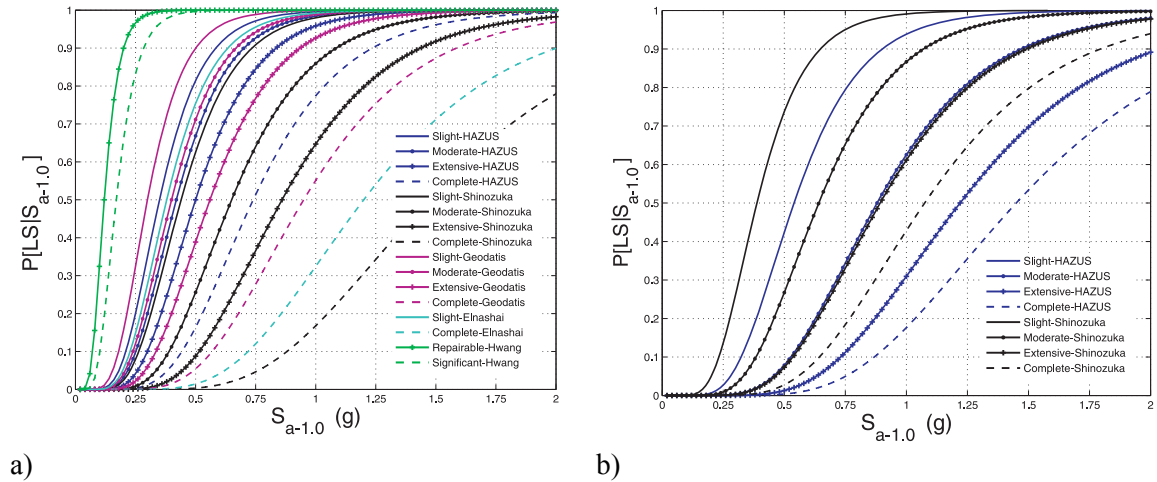 1
0,9
0,8
0,7
0,6
0,5
0,4
0,3
0,2
0,1
0
P[LS|S_a-1.0]
Slight-HAZUS
Moderate-HAZUS
Extensive-HAZUS
Complete-HAZUS
Slight-Shinozuka
Moderate-Shinozuka
Extensive-Shinozuka
Complete-Shinozuka
Slight-Geodatis
Moderate-Geodatis
Extensive-Geodatis
Complete-Geodatis
Slight-Elnashai
Complete-Elnashai
Repairable-Hwang
Significant-Hwang
0 0.25 0.5 0.75 1 1.25 1.5 1.75 2
S_a-1.0 (g)
a)
1
0,9
0,8
0,7
0,6
0,5
0,4
0,3
0,2
0,1
0
P[LS|S_a-1.0]
Slight-HAZUS
Moderate-HAZUS
Extensive-HAZUS
Complete-HAZUS
Slight-Shinozuka
Moderate-Shinozuka
Extensive-Shinozuka
Complete-Shinozuka
0 0.25 0.5 0.75 1 1.25 1.5 1.75 2
S_a-1.0 (g)
b)